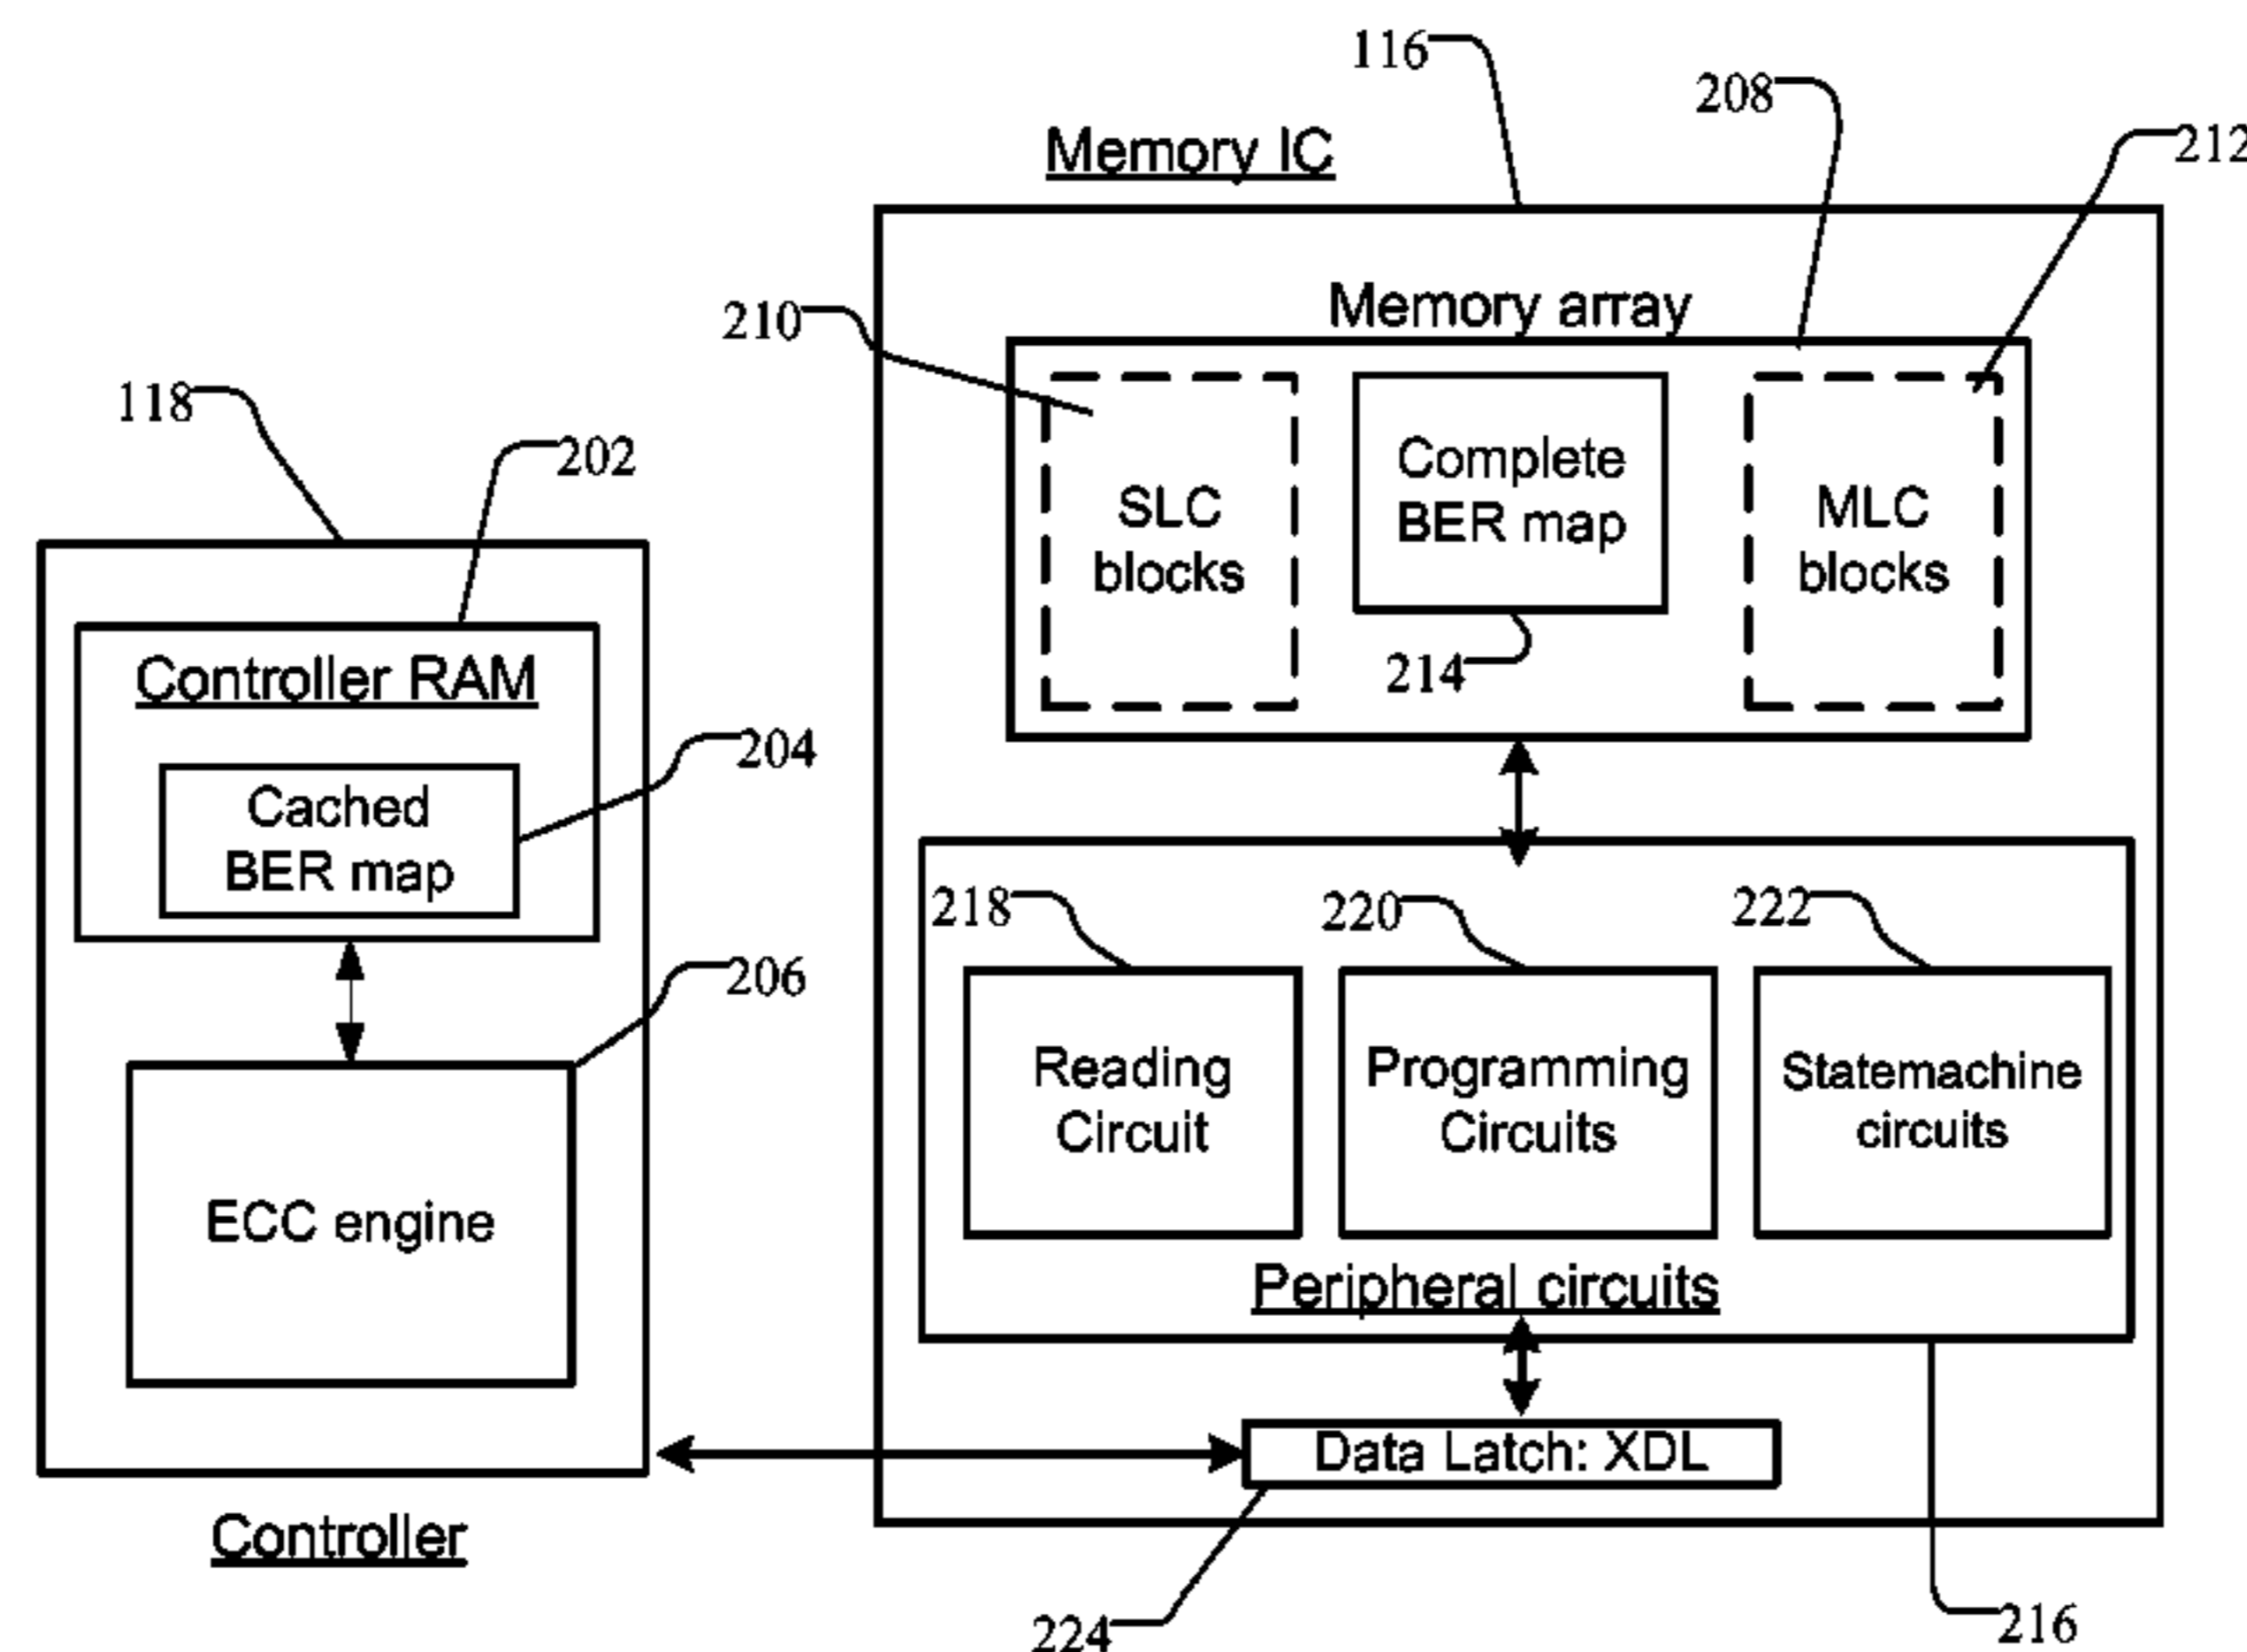 116
208
Memory IC
212
210
Memory array
118
202
SLC
blocks
Complete
BER map
MLC
blocks
214
Controller RAM
204
Cached
BER map
218
220
222
206
Reading
Circuit
Programming
Circuits
Statemachine
circuits
ECC engine
Peripheral circuits
Data Latch: XDL
Controller
224
216